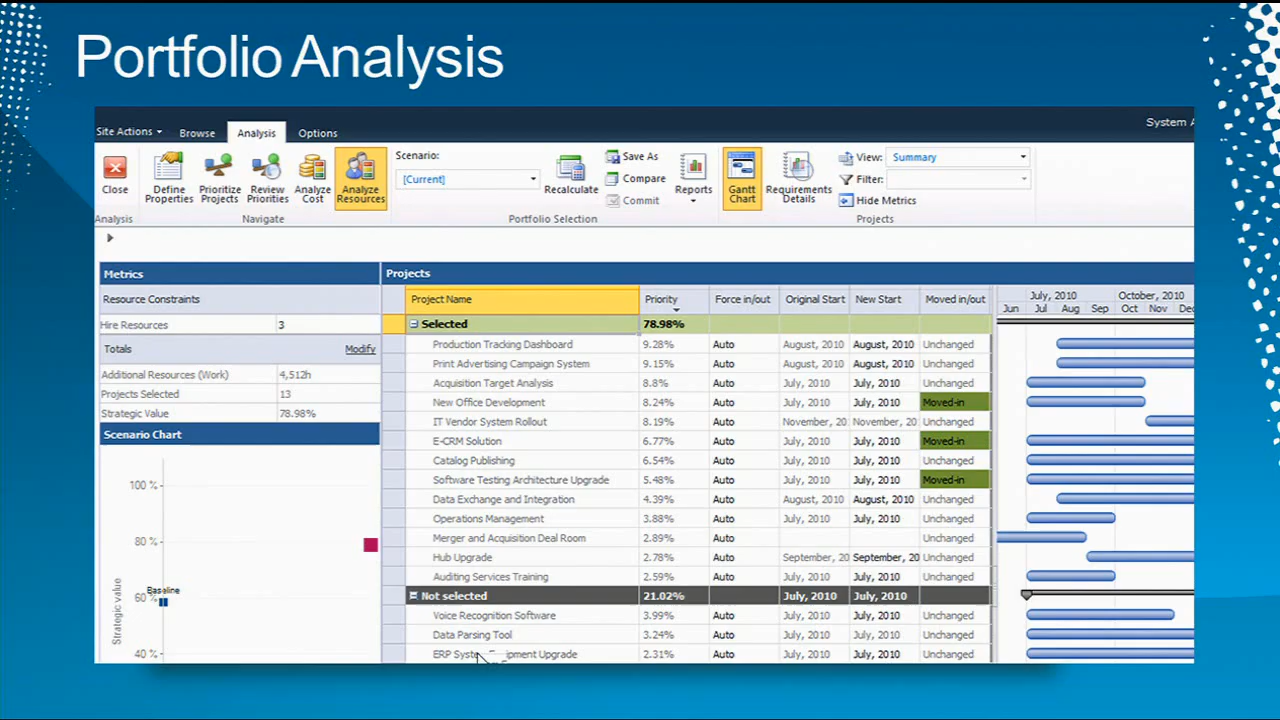 Portfolio Analysis
System A
Site Actions Browse Analysis Options
Close
Define Properties
Prioritize Projects
Review Priorities
Analyze Cost
Analyze Resources
Scenario:
[Current]
Recalculate
Save As
Compare
Commit
Reports
Gantt Chart
Requirements Details
View: Summary
Filter:
Hide Metrics
Analysis Navigate Portfolio Selection Projects
Metrics
Resource Constraints
Hire Resources 3
Totals Modify
Additional Resources (Work) 4,512h
Projects Selected 13
Strategic Value 78.98%
Scenario Chart
100 %
80 %
Baseline
60 %
40 %
Strategic value
Projects
Project Name Priority Force in/out Original Start New Start Moved in/out July, 2010 October, 2010
Jun Jul Aug Sep Oct Nov Dec
Selected 78.98%
Production Tracking Dashboard 9.28% Auto August, 2010 August, 2010 Unchanged
Print Advertising Campaign System 9.15% Auto August, 2010 August, 2010 Unchanged
Acquisition Target Analysis 8.8% Auto July, 2010 July, 2010 Unchanged
New Office Development 8.24% Auto July, 2010 July, 2010 Moved-in
IT Vendor System Rollout 8.19% Auto November, 20 November, 20 Unchanged
E-CRM Solution 6.77% Auto July, 2010 July, 2010 Moved-in
Catalog Publishing 6.54% Auto July, 2010 July, 2010 Unchanged
Software Testing Architecture Upgrade 5.48% Auto July, 2010 July, 2010 Moved-in
Data Exchange and Integration 4.39% Auto August, 2010 August, 2010 Unchanged
Operations Management 3.88% Auto July, 2010 July, 2010 Unchanged
Merger and Acquisition Deal Room 2.89% Auto Unchanged
Hub Upgrade 2.78% Auto September, 20 September, 20 Unchanged
Auditing Services Training 2.59% Auto July, 2010 July, 2010 Unchanged
Not selected 21.02% July, 2010 July, 2010
Voice Recognition Software 3.99% Auto July, 2010 July, 2010 Unchanged
Data Parsing Tool 3.24% Auto July, 2010 July, 2010 Unchanged
ERP Upgrade 2.31% Auto July, 2010 July, 2010 Unchanged